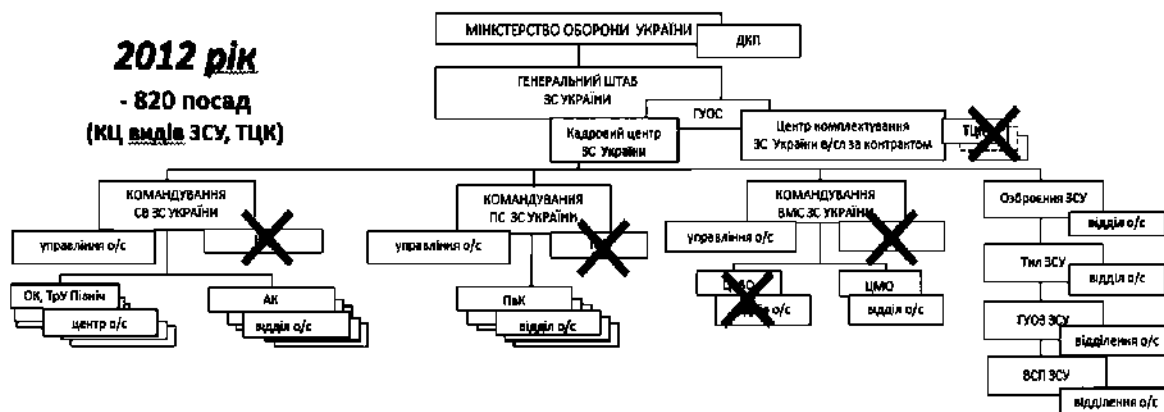 2012 рік
- 820 посад
(КЦ видів ЗСУ, ТЦК)
МІНІСТЕРСТВО ОБОРОНИ УКРАЇНИ
ДКП
ГЕНЕРАЛЬНИЙ ШТАБ
ЗС УКРАЇНИ
ГУОС
Кадровий центр
ЗС України
Центр комплектування
ЗС України в/сл за контрактом
КОМАНДУВАННЯ
СВ ЗС УКРАЇНИ
управління о/с
КОМАНДУВАННЯ
ПС ЗС УКРАЇНИ
управління о/с
КОМАНДУВАННЯ
ВМС ЗС УКРАЇНИ
управління о/с
Озброєння ЗСУ
відділ о/с
Тил ЗСУ
відділ о/с
ГУОЗ ЗСУ
відділення о/с
ВСП ЗСУ
відділення о/с
ОК, ТрУ Північ
центр о/с
АК
відділ о/с
ПвК
відділ о/с
о/с
ЦМО
відділ о/с